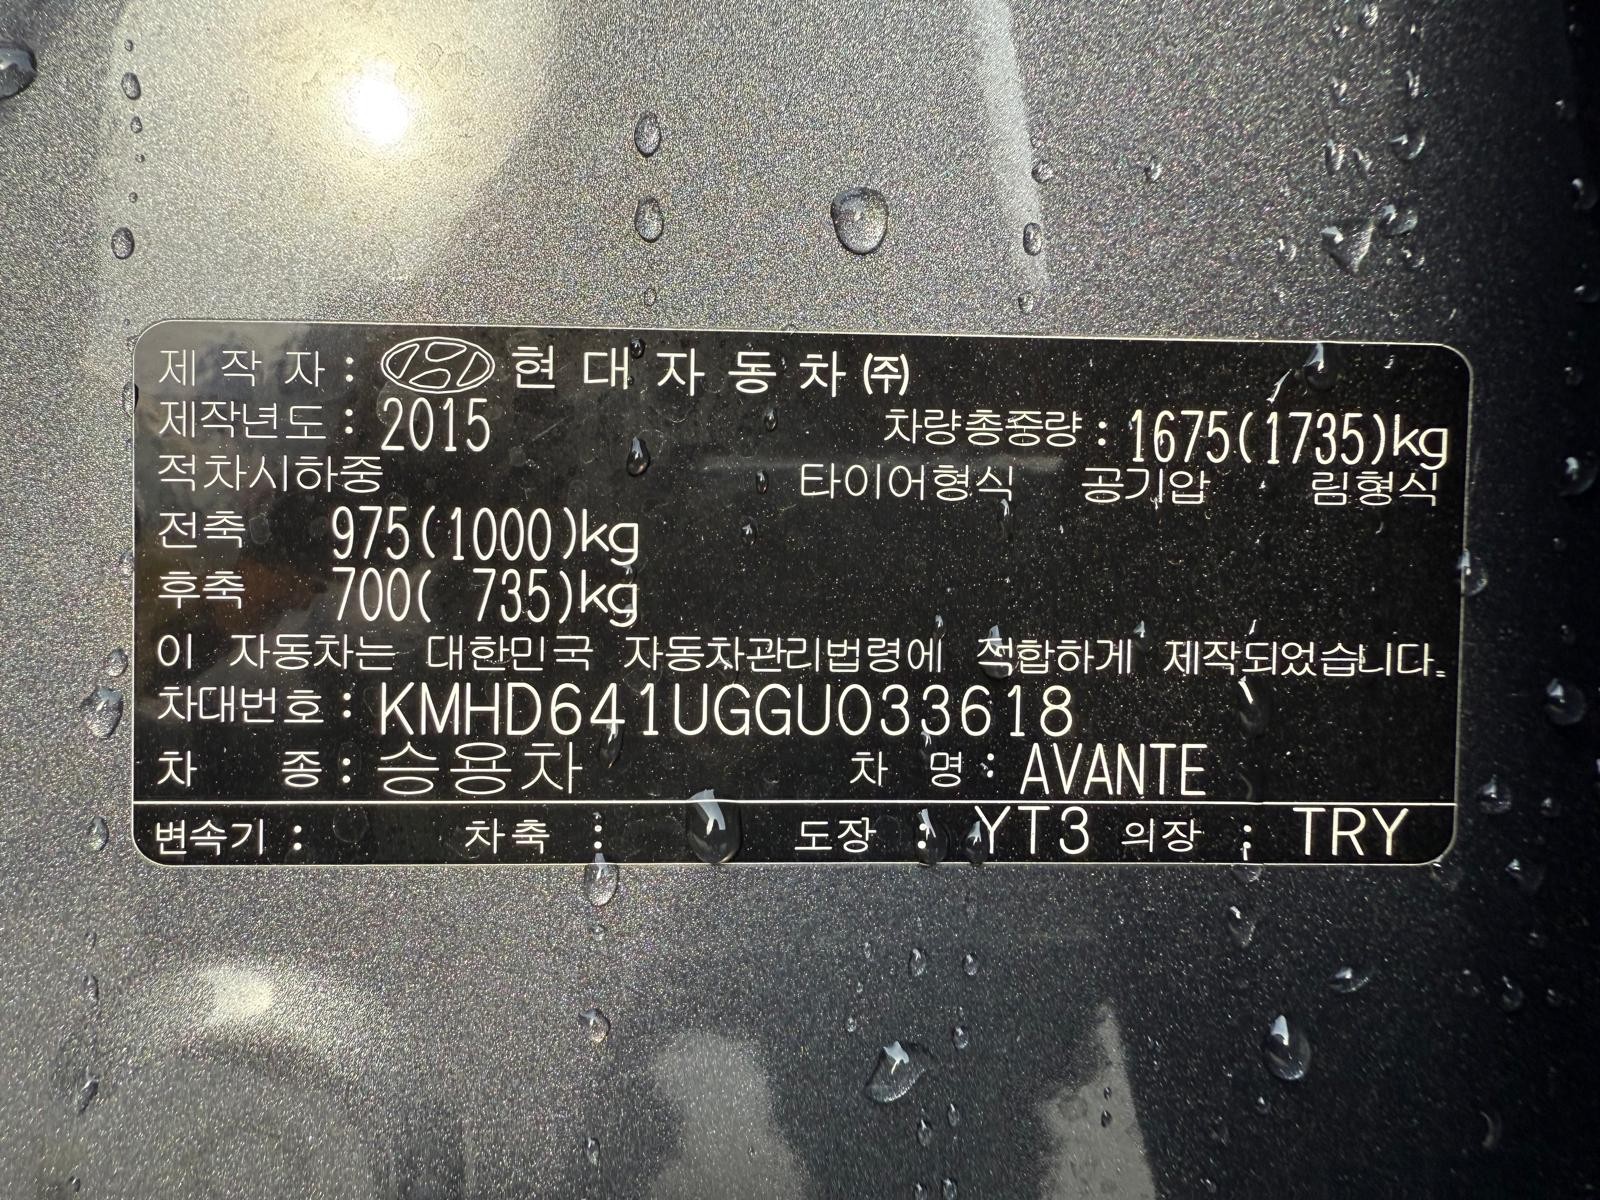 제 작 자 : 현 대 자 동 차 ㈜
제작년도 : 2015 차량총중량 : 1675(1735)kg
적차시하중 타이어형식 공기압 림형식
전축 975(1000)kg
후축 700( 735)kg
이 자동차는 대한민국 자동차관리법령에 적합하게 제작되었습니다.
차대번호 : KMHD641UGGU033618
차 종 : 승용차 차 명 : AVANTE
변속기 : 차축 : 도장 : YT3 의장 : TRY